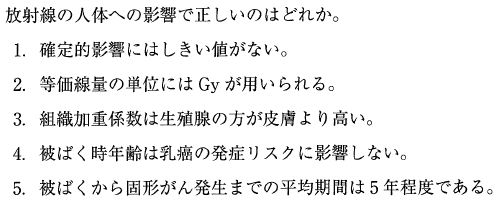 放射線の人体への影響で正しいのはどれか。
1. 確定的影響にはしきい値がない。
2. 等価線量の単位には Gy が用いられる。
3. 組織加重係数は生殖腺の方が皮膚より高い。
4. 被ばく時年齢は乳癌の発症リスクに影響しない。
5. 被ばくから固形がん発生までの平均期間は 5 年程度である。